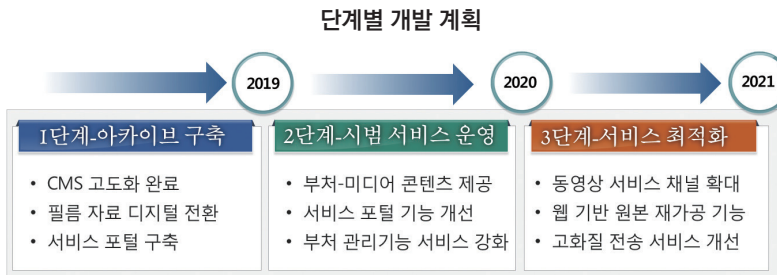 단계별 개발 계획
2019
2020
2021
1단계-아카이브 구축
• CMS 고도화 완료
• 필름 자료 디지털 전환
• 서비스 포털 구축
2단계-시범 서비스 운영
• 부처-미디어 콘텐츠 제공
• 서비스 포털 기능 개선
• 부처 관리기능 서비스 강화
3단계-서비스 최적화
• 동영상 서비스 채널 확대
• 웹 기반 원본 재가공 기능
• 고화질 전송 서비스 개선